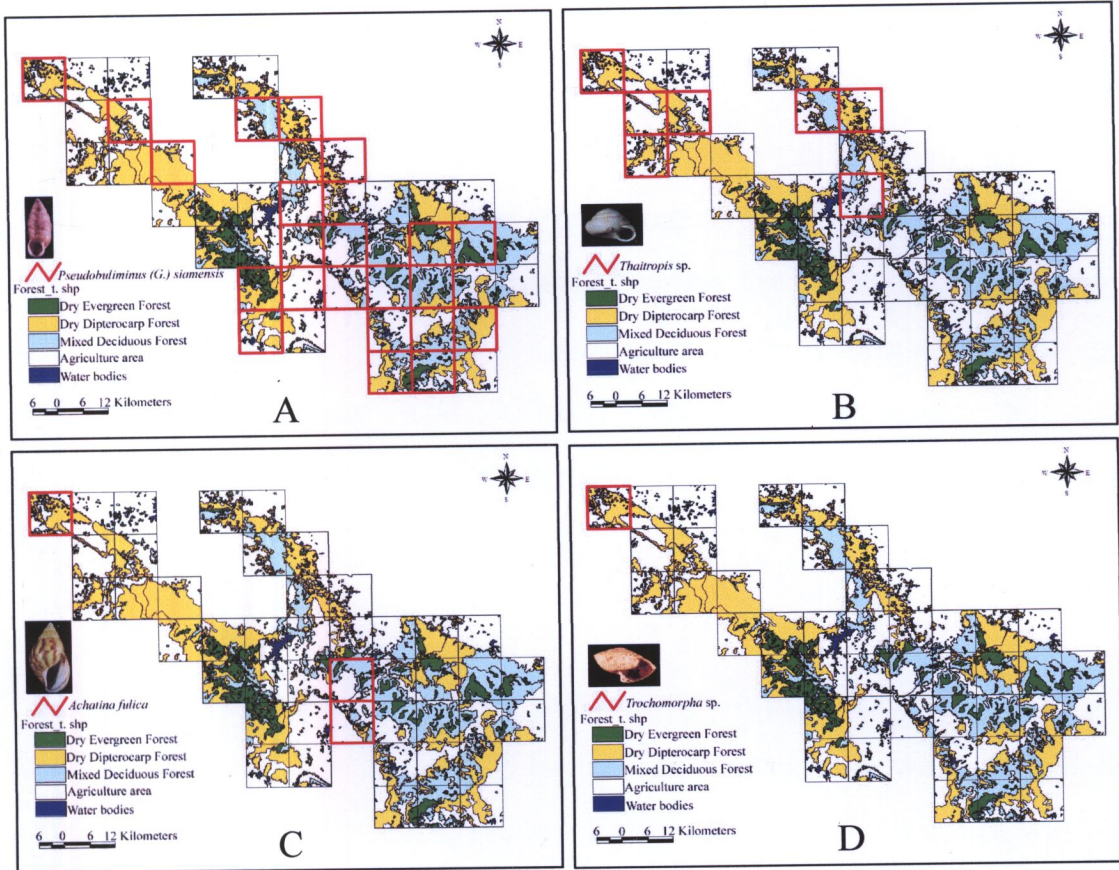 N
W E
S
Pseudobuliminus (G.) siamensis
Forest_t. shp
Dry Evergreen Forest
Dry Dipterocarp Forest
Mixed Deciduous Forest
Agriculture area
Water bodies
6 0 6 12 Kilometers
A
N
W E
S
Thaitropis sp.
Forest_t. shp
Dry Evergreen Forest
Dry Dipterocarp Forest
Mixed Deciduous Forest
Agriculture area
Water bodies
6 0 6 12 Kilometers
B
N
W E
S
Achatina fulica
Forest_t. shp
Dry Evergreen Forest
Dry Dipterocarp Forest
Mixed Deciduous Forest
Agriculture area
Water bodies
6 0 6 12 Kilometers
C
N
W E
S
Trochomorpha sp.
Forest_t. shp
Dry Evergreen Forest
Dry Dipterocarp Forest
Mixed Deciduous Forest
Agriculture area
Water bodies
6 0 6 12 Kilometers
D